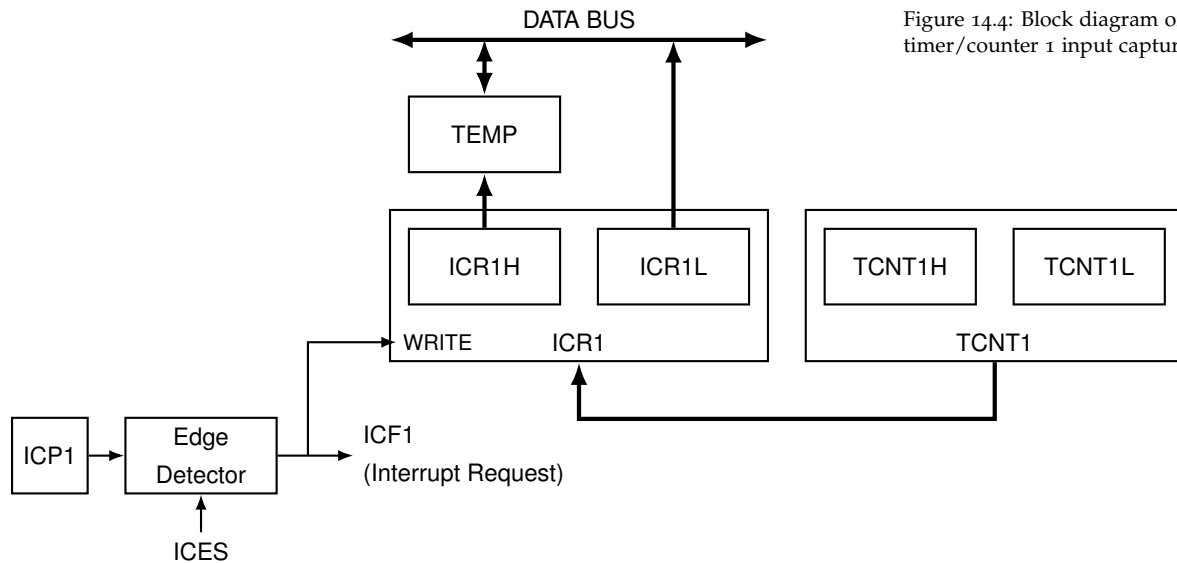 DATA BUS
Figure 14.4: Block diagram o
timer/counter 1 input captur
TEMP
ICR1H
ICR1L
TCNT1H
TCNT1L
WRITE
ICR1
TCNT1
ICP1
Edge
Detector
ICF1
(Interrupt Request)
ICES